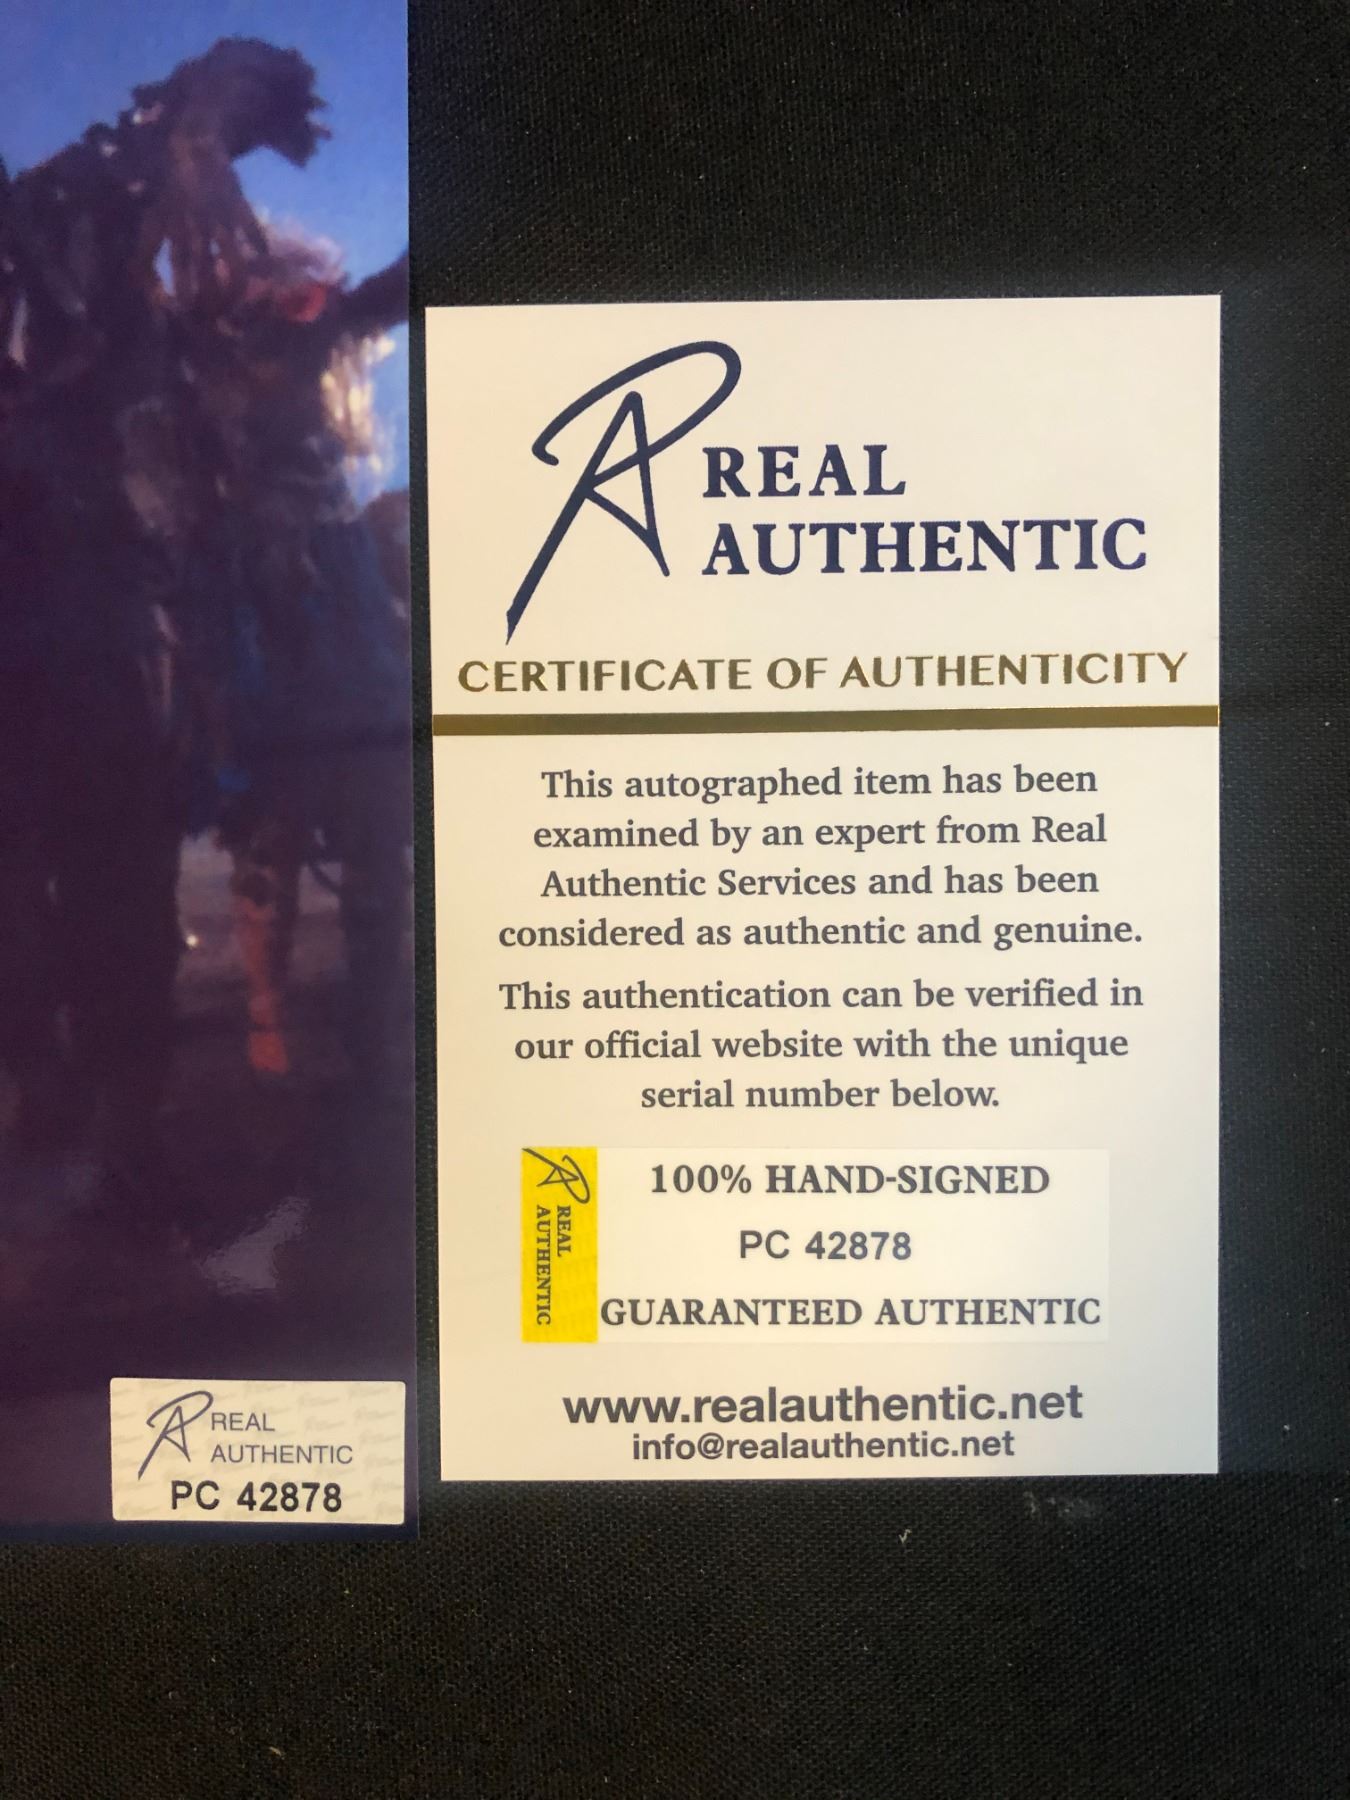 REAL
AUTHENTIC
CERTIFICATE OF AUTHENTICITY
This autographed item has been
examined by an expert from Real
Authentic Services and has been
considered as authentic and genuine.
This authentication can be verified in
our official website with the unique
serial number below.
REAL
AUTHENTIC
100% HAND-SIGNED
PC 42878
GUARANTEED AUTHENTIC
www.realauthentic.net
info@realauthentic.net
REAL
AUTHENTIC
PC 42878